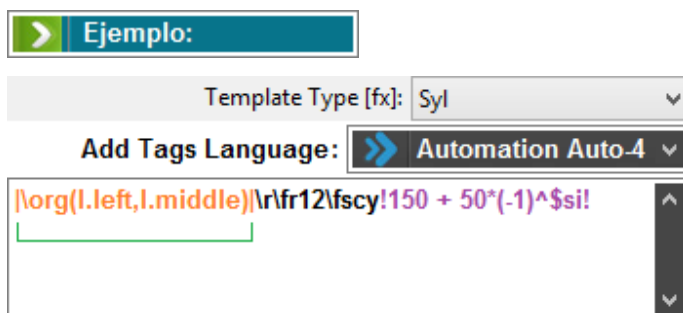 Ejemplo:
Template Type [fx]: Syl
Add Tags Language: Automation Auto-4
|\org(l.left,l.middle)|\r\fr12\fscy!150 + 50*(-1)^$si!